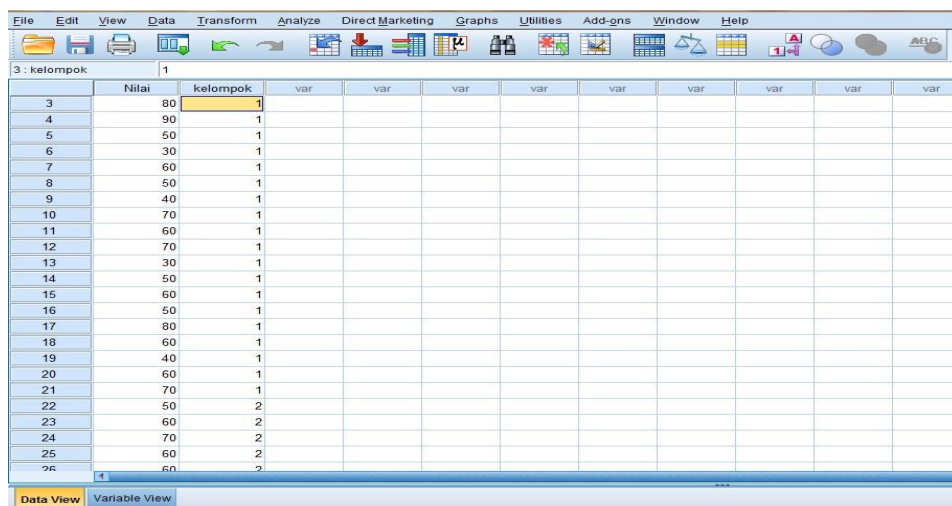 File Edit View Data Transform Analyze Direct Marketing Graphs Utilities Add-ons Window Help
3 : kelompok 1
Nilai kelompok var var var var var var var var var
3 80 1
4 90 1
5 50 1
6 30 1
7 60 1
8 50 1
9 40 1
10 70 1
11 60 1
12 70 1
13 30 1
14 50 1
15 60 1
16 50 1
17 80 1
18 60 1
19 40 1
20 60 1
21 70 1
22 50 2
23 60 2
24 70 2
25 60 2
26 60 2
Data View Variable View